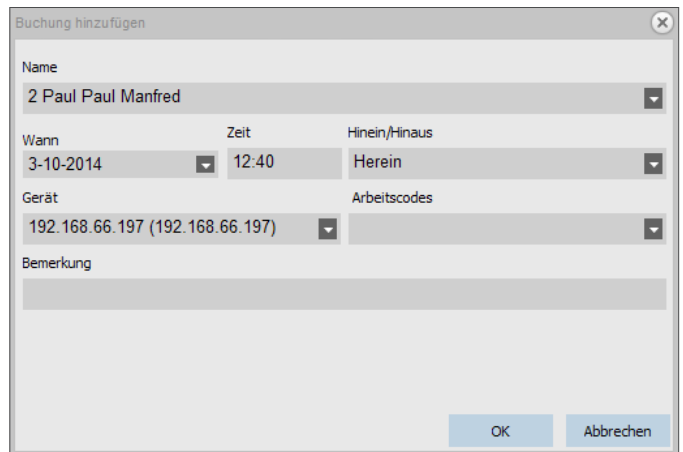 Buchung hinzufügen
Name
2 Paul Paul Manfred
Wann Zeit Hinein/Hinaus
3-10-2014 12:40 Herein
Gerät Arbeitscodes
192.168.66.197 (192.168.66.197)
Bemerkung
OK Abbrechen